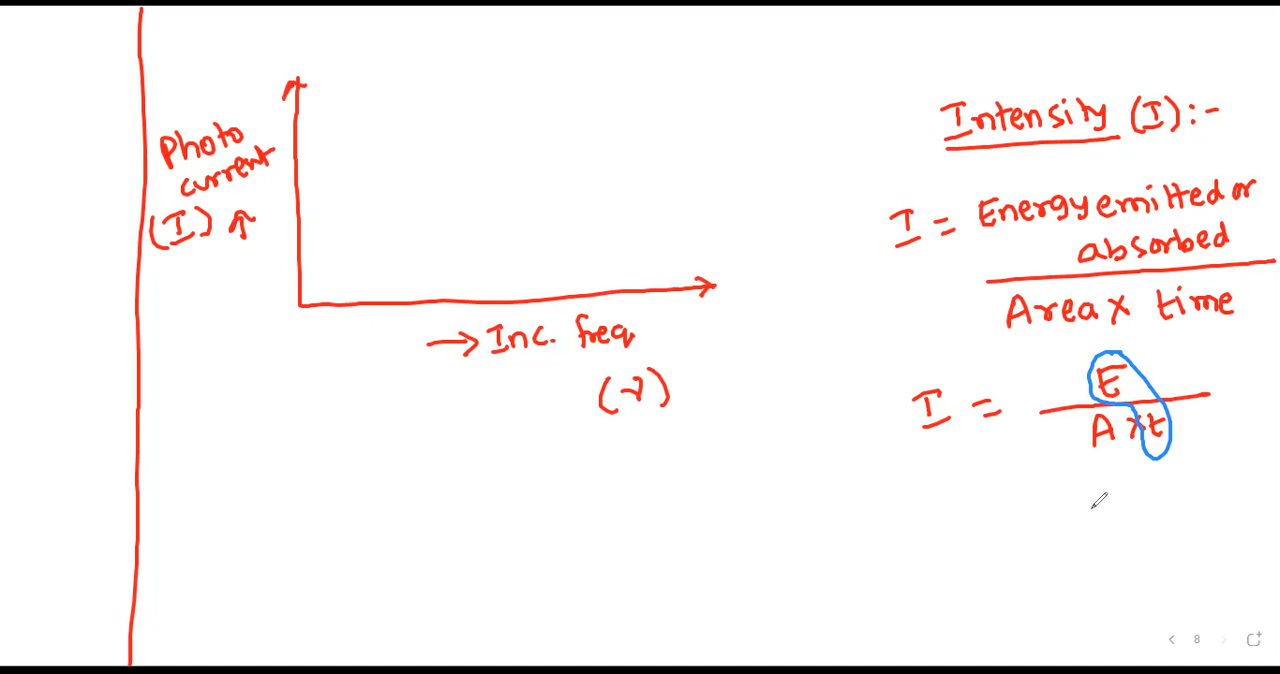 Photo
current
(I) ↑
→ Inc. freq
(ν)
Intensity (I) :-
I = Energy emitted or
absorbed
Area x time
I = E
A x t
8